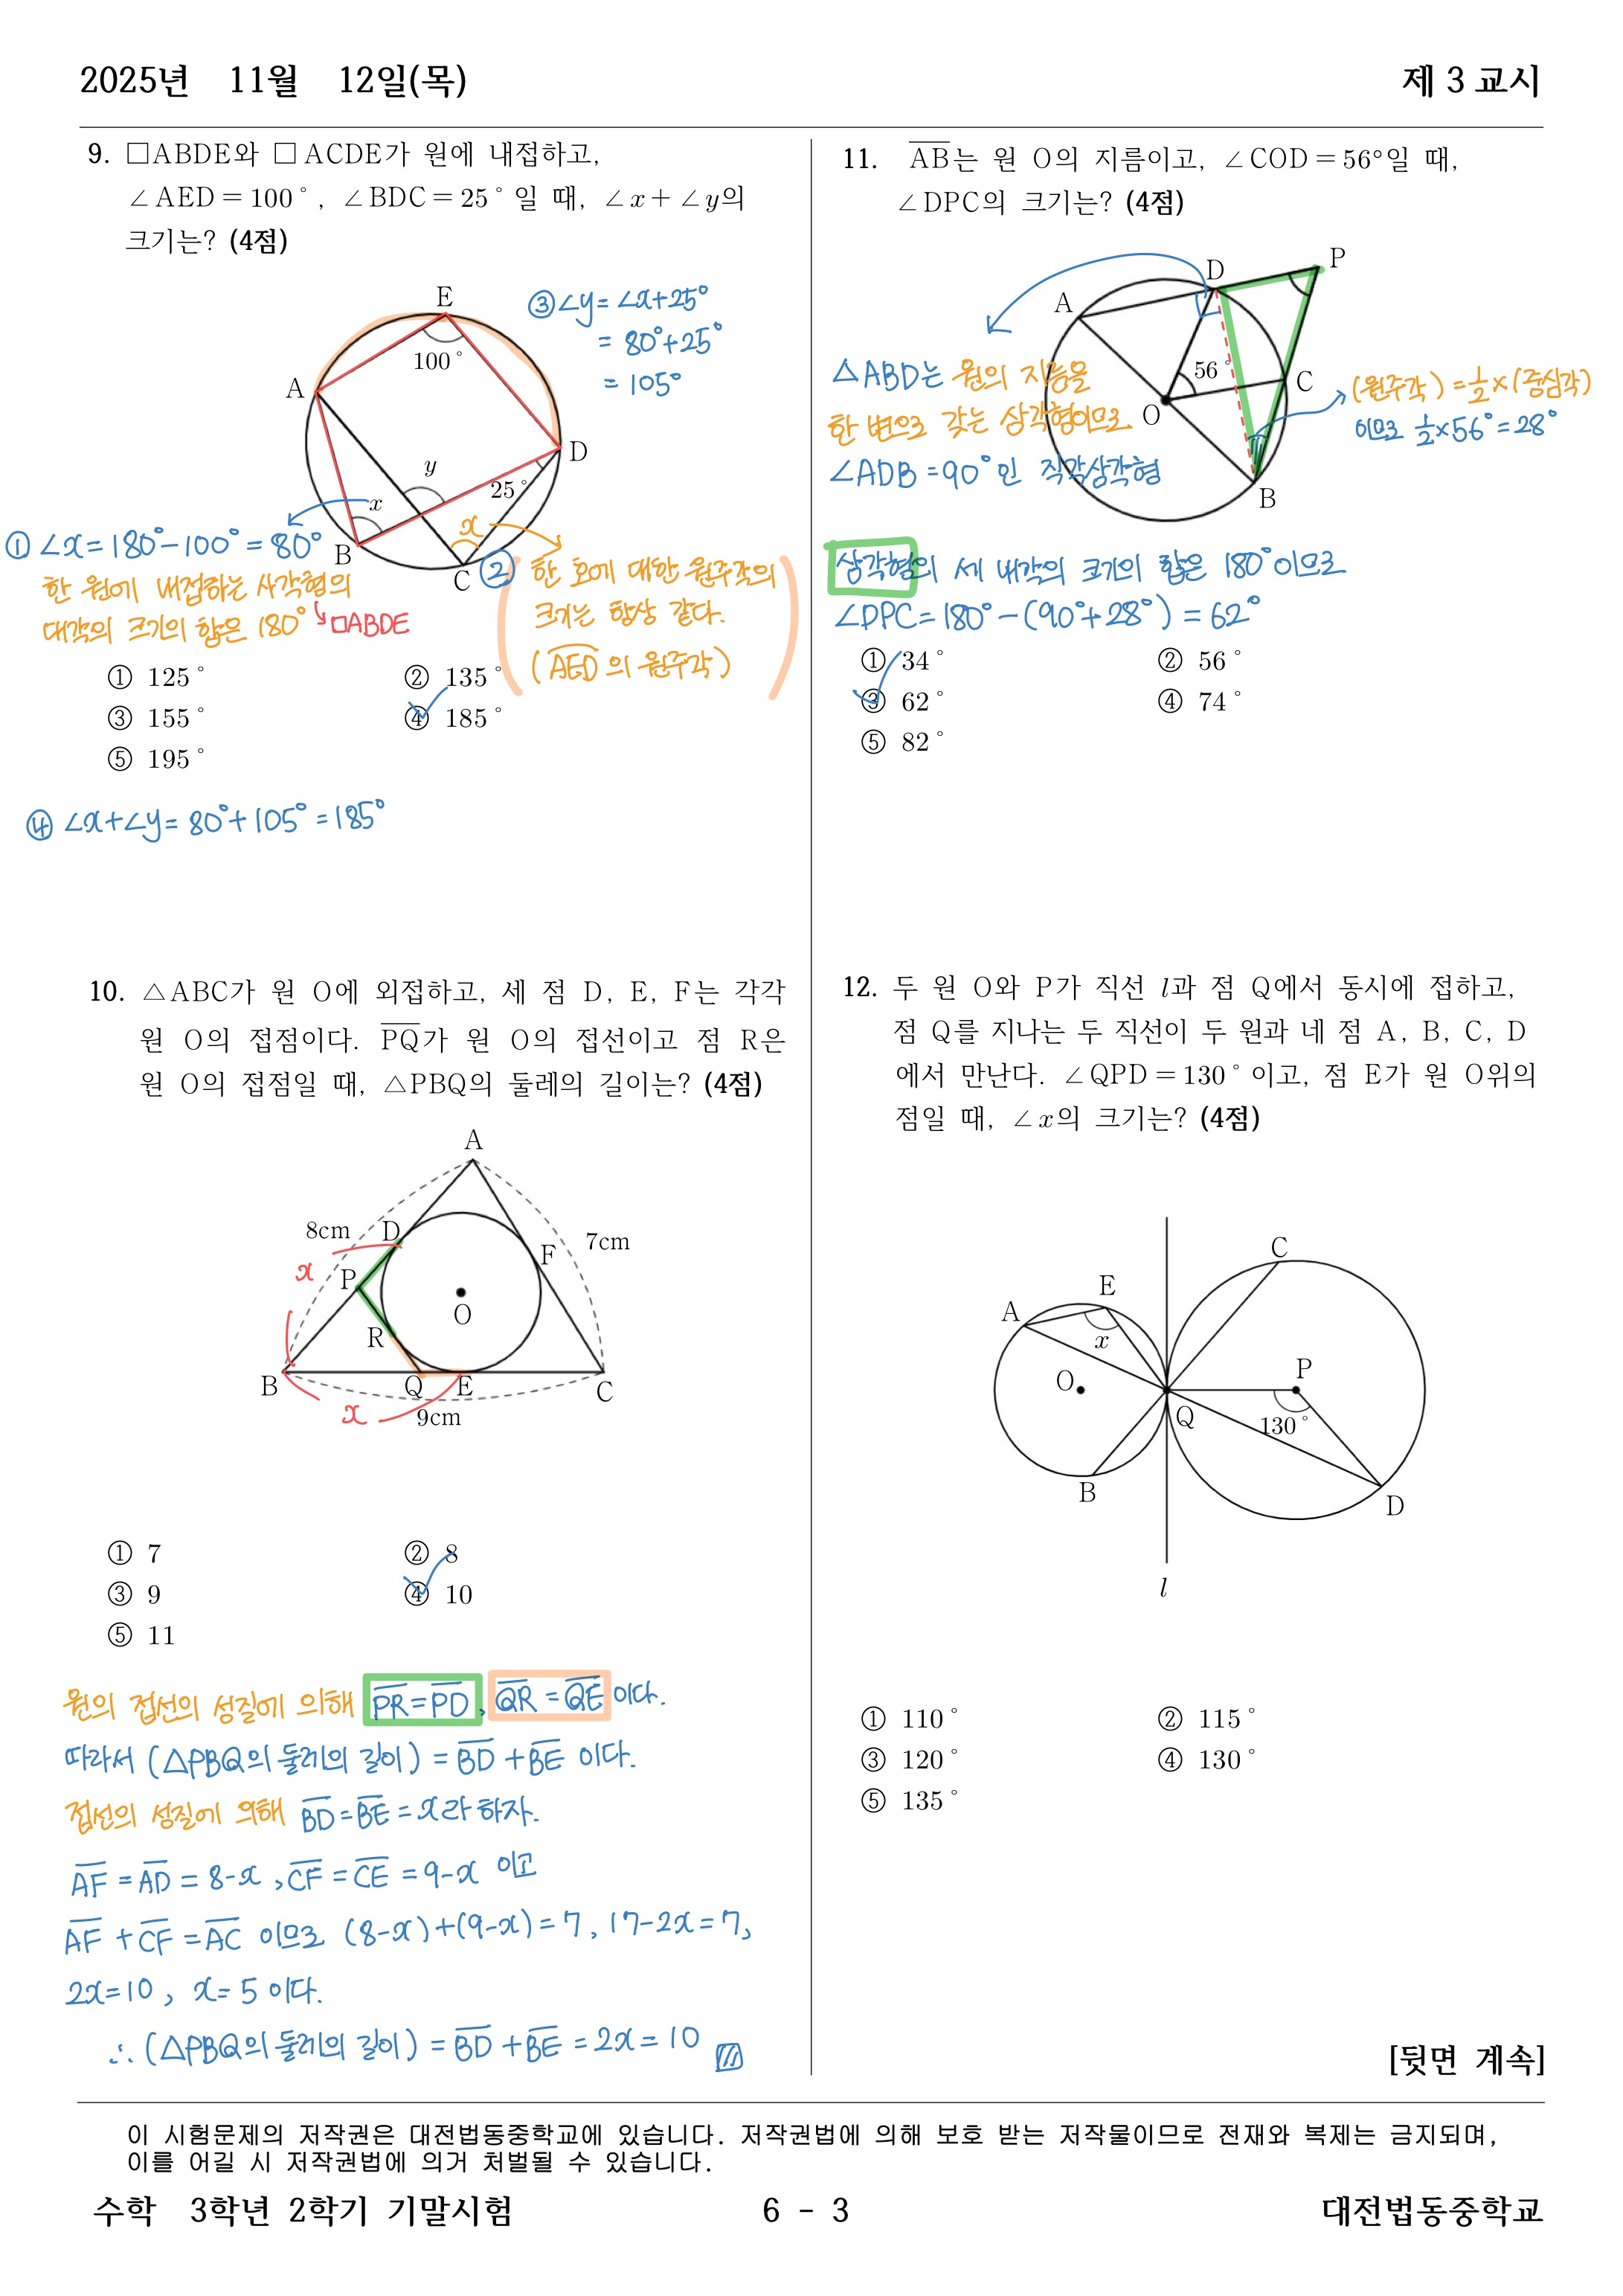 2025년 11월 12일(목)
제 3 교시
9. □ABDE와 □ACDE가 원에 내접하고,
∠AED=100°, ∠BDC=25°일 때, ∠x+∠y의
크기는? (4점)
E
100°
A
D
y
25°
x
B
C
x
③ ∠y=∠x+25°
= 80°+25°
= 105°
① ∠x=180°-100°=80°
한 원에 내접하는 사각형의
대각의 크기의 합은 180° □ABDE
② 한 호에 대한 원주각의
크기는 항상 같다.
(AED의 원주각)
① 125°
② 135°
③ 155°
④ 185°
⑤ 195°
④ ∠x+∠y=80°+105°=185°
10. △ABC가 원 O에 외접하고, 세 점 D, E, F는 각각
원 O의 접점이다. PQ가 원 O의 접선이고 점 R은
원 O의 접점일 때, △PBQ의 둘레의 길이는? (4점)
A
8cm
D
7cm
F
x
P
O
R
B
Q
E
C
x
9cm
① 7
② 8
③ 9
④ 10
⑤ 11
원의 접선의 성질에 의해 PR=PD, QR=QE이다.
따라서 (△PBQ의 둘레의 길이)=BD+BE이다.
접선의 성질에 의해 BD=BE=x라 하자.
AF=AD=8-x, CF=CE=9-x 이고
AF+CF=AC 이므로 (8-x)+(9-x)=7, 17-2x=7,
2x=10, x=5이다.
∴ (△PBQ의 둘레의 길이)=BD+BE=2x=10
11. AB는 원 O의 지름이고, ∠COD=56°일 때,
∠DPC의 크기는? (4점)
P
D
A
56°
C
O
B
△ABD는 원의 지름을
한 변으로 갖는 삼각형이므로
∠ADB=90°인 직각삼각형
(원주각)=½×(중심각)
이므로 ½×56°=28°
삼각형의 세 내각의 크기의 합은 180°이므로
∠DPC=180°-(90°+28°)=62°
① 34°
② 56°
③ 62°
④ 74°
⑤ 82°
12. 두 원 O와 P가 직선 l과 점 Q에서 동시에 접하고,
점 Q를 지나는 두 직선이 두 원과 네 점 A, B, C, D
에서 만난다. ∠QPD=130°이고, 점 E가 원 O위의
점일 때, ∠x의 크기는? (4점)
C
E
A
x
P
O
Q
130°
B
D
l
① 110°
② 115°
③ 120°
④ 130°
⑤ 135°
[뒷면 계속]
이 시험문제의 저작권은 대전법동중학교에 있습니다. 저작권법에 의해 보호 받는 저작물이므로 전재와 복제는 금지되며,
이를 어길 시 저작권법에 의거 처벌될 수 있습니다.
수학 3학년 2학기 기말시험
6 - 3
대전법동중학교